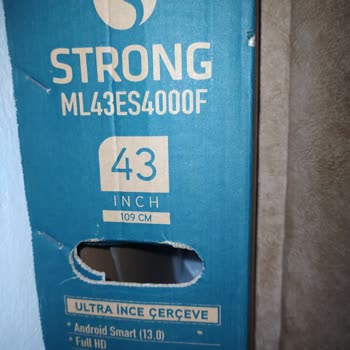 STRONG
ML43ES4000F
43
INCH
109 CM
ULTRA İNCE ÇERÇEVE
* Android Smart (13.0)
* Full HD